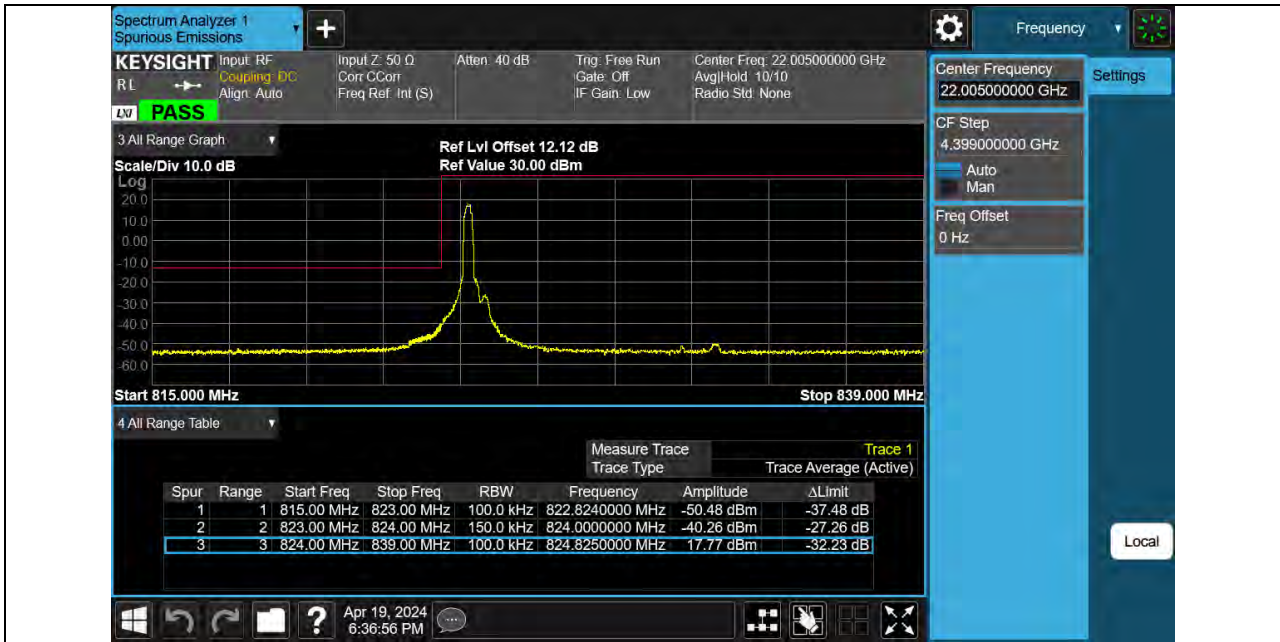 Spectrum Analyzer 1
Spurious Emissions
Frequency
KEYSIGHT Input: RF Input Z: 50 Ω Atten: 40 dB Trig: Free Run Center Freq: 22.005000000 GHz
RL Coupling: DC Corr CCorr Gate: Off Avg|Hold: 10/10
Align: Auto Freq Ref: Int (S) IF Gain: Low Radio Std: None
LXI PASS
3 All Range Graph
Ref Lvl Offset 12.12 dB
Scale/Div 10.0 dB Ref Value 30.00 dBm
Log
20.0
10.0
0.00
-10.0
-20.0
-30.0
-40.0
-50.0
-60.0
Start 815.000 MHz Stop 839.000 MHz
4 All Range Table
Measure Trace Trace 1
Trace Type Trace Average (Active)
Spur Range Start Freq Stop Freq RBW Frequency Amplitude ΔLimit
1 1 815.00 MHz 823.00 MHz 100.0 kHz 822.8240000 MHz -50.48 dBm -37.48 dB
2 2 823.00 MHz 824.00 MHz 150.0 kHz 824.0000000 MHz -40.26 dBm -27.26 dB
3 3 824.00 MHz 839.00 MHz 100.0 kHz 824.8250000 MHz 17.77 dBm -32.23 dB
Center Frequency
22.005000000 GHz
Settings
CF Step
4.399000000 GHz
Auto
Man
Freq Offset
0 Hz
Local
? Apr 19, 2024
6:36:56 PM